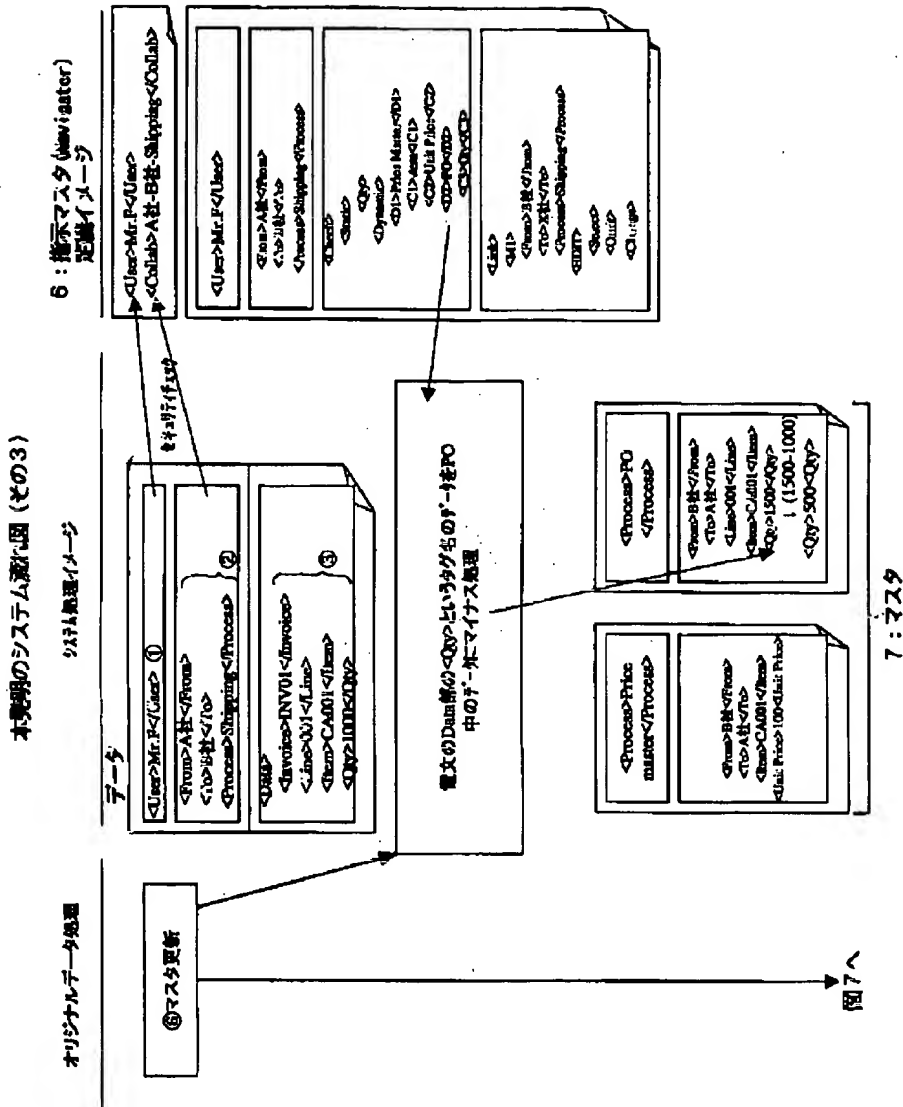 本発明のシステム流れ図 (その3)
オリジナルデータ処理
⑥マスタ更新
図7へ
システム処理イメージ
データ
<User>Mr.P</User> ①
<From>A社</From>
<To>B社</To>
<Process>Shipping</Process>
②
<Data>
<Invoice>INV01</Invoice>
<Line>001</Line>
<Item>CA001</Item>
<Qty>1000</Qty>
③
セキュリティチェック
電文のData部の<Qty>というタグ名のデータをPO
中のデータにマイナス処理
<Process>Price
master</Process>
<From>B社</From>
<To>A社</To>
<Item>CA001</Item>
<Unit Price>100<Unit Price>
<Process>PO
</Process>
<From>B社</From>
<To>A社</To>
<Line>001</Line>
<Item>CA001</Item>
<Qty>1500</Qty>
↓ (1500-1000)
<Qty>500<Qty>
7:マスタ
6:指示マスタ (Navigator)
定義イメージ
<User>Mr.P</User>
<Collab>A社-B社-Shipping</Collab>
<User>Mr.P</User>
<From>A社</From>
<To>B社</To>
<Process>Shipping</Process>
<Check>
<Static>
<Qty>
<Dynamic>
<D1>Price Master</D1>
<C1>Item</C1>
<C2>Unit Price</C2>
<D2>PO</D2>
<C3>Qty</C3>
<Link>
<M1>
<From>B社</From>
<To>X社</To>
<Process>Shipping</Process>
<EDIT>